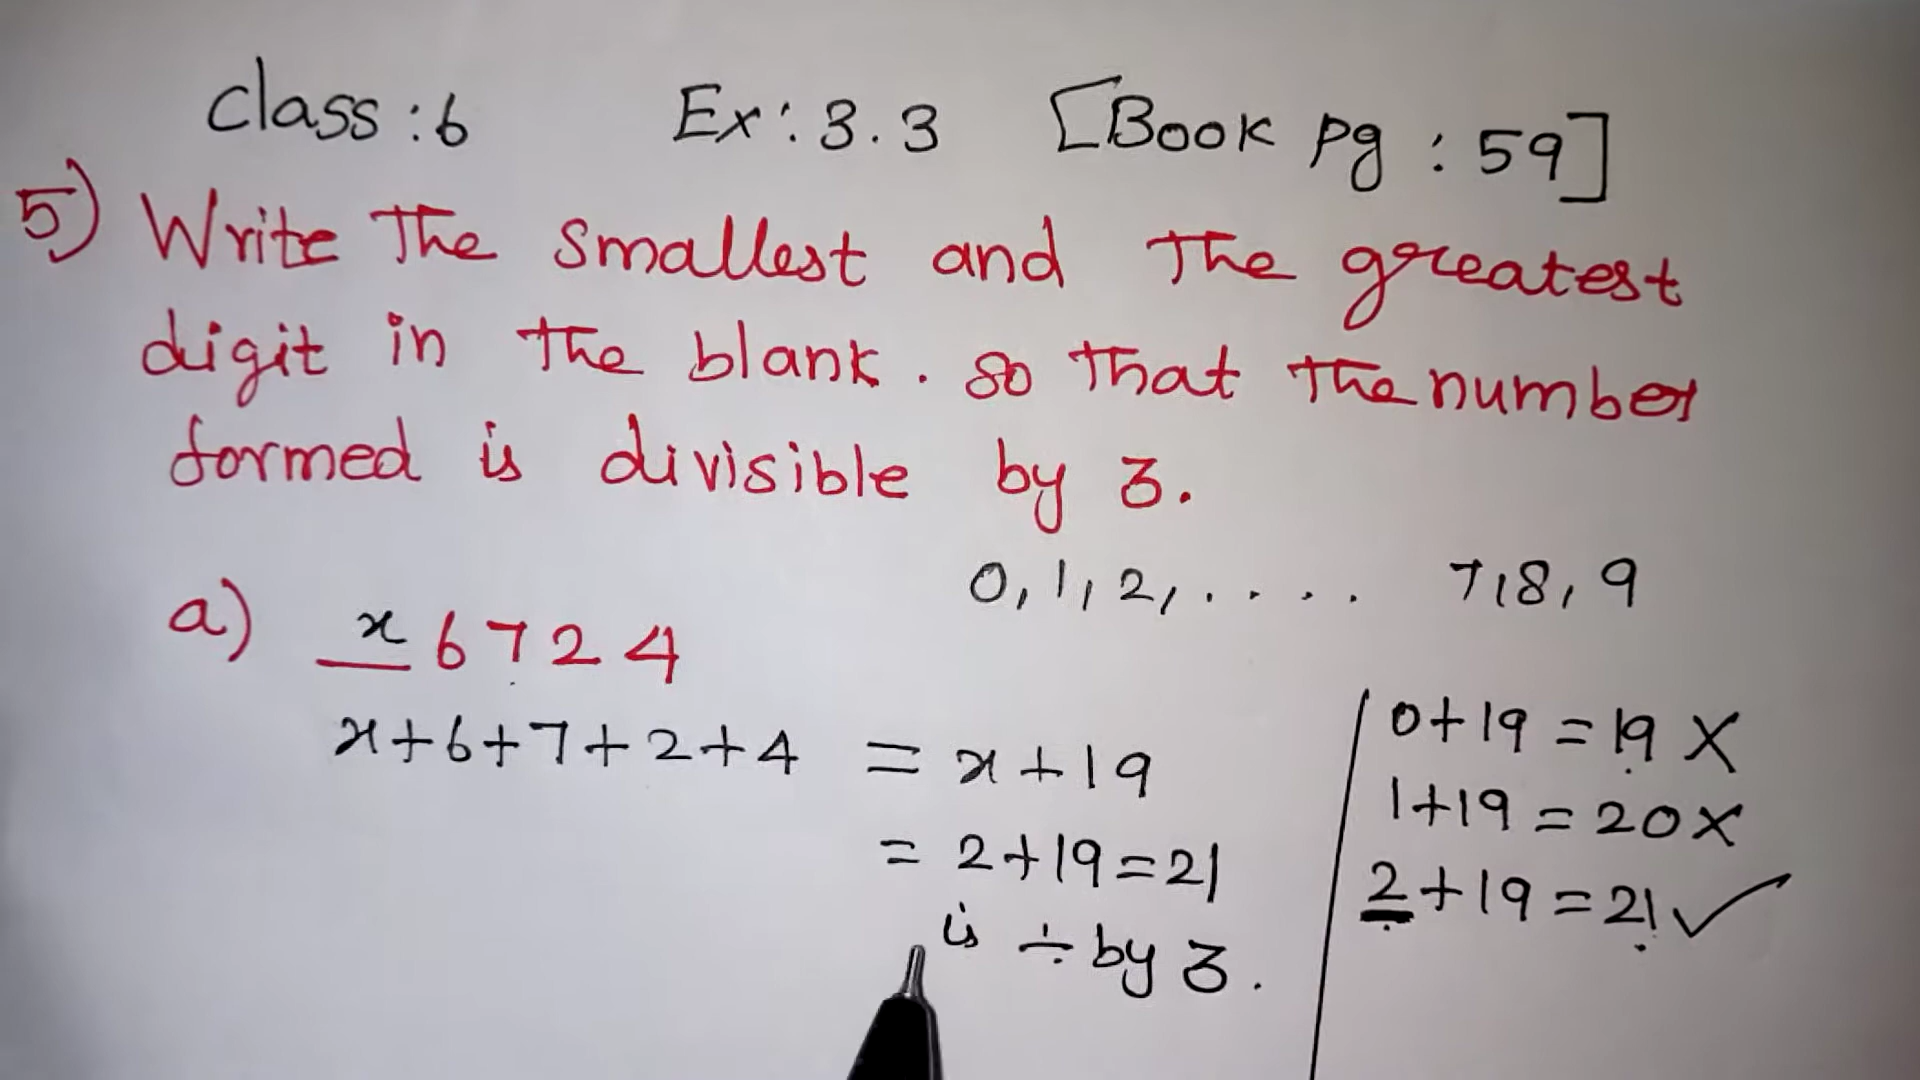 Class : 6 Ex : 3.3 [Book pg : 59]
5) Write the smallest and the greatest
digit in the blank . so that the number
formed is divisible by 3.
0, 1, 2, . . . . 7, 8, 9
a) x 6 7 2 4
x + 6 + 7 + 2 + 4 = x + 19
= 2 + 19 = 21
is ÷ by 3 .
0 + 19 = 19 X
1 + 19 = 20 X
2 + 19 = 21 ✓